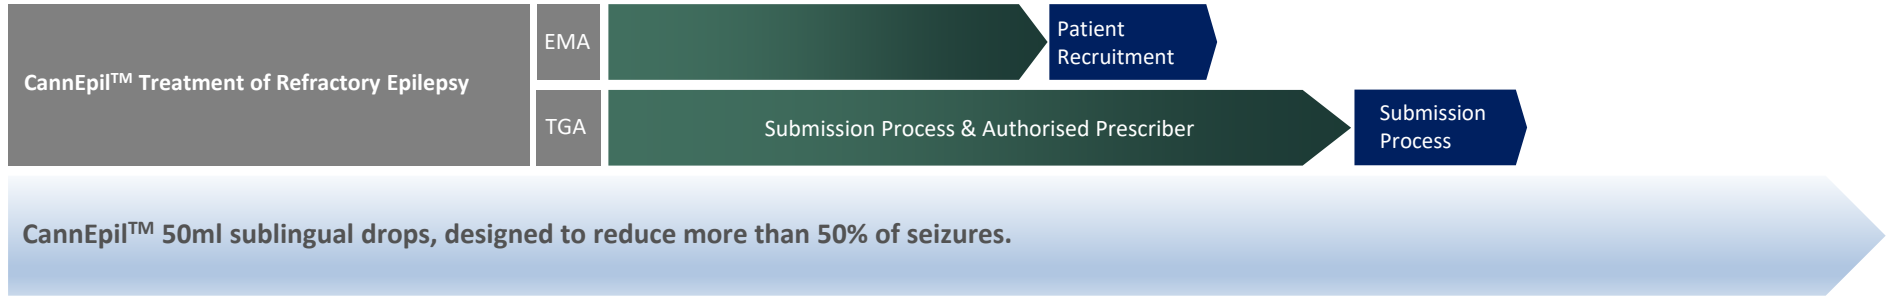 CannEpil™ Treatment of Refractory Epilepsy
EMA
Patient
Recruitment
TGA
Submission Process & Authorised Prescriber
Submission
Process
CannEpil™ 50ml sublingual drops, designed to reduce more than 50% of seizures.